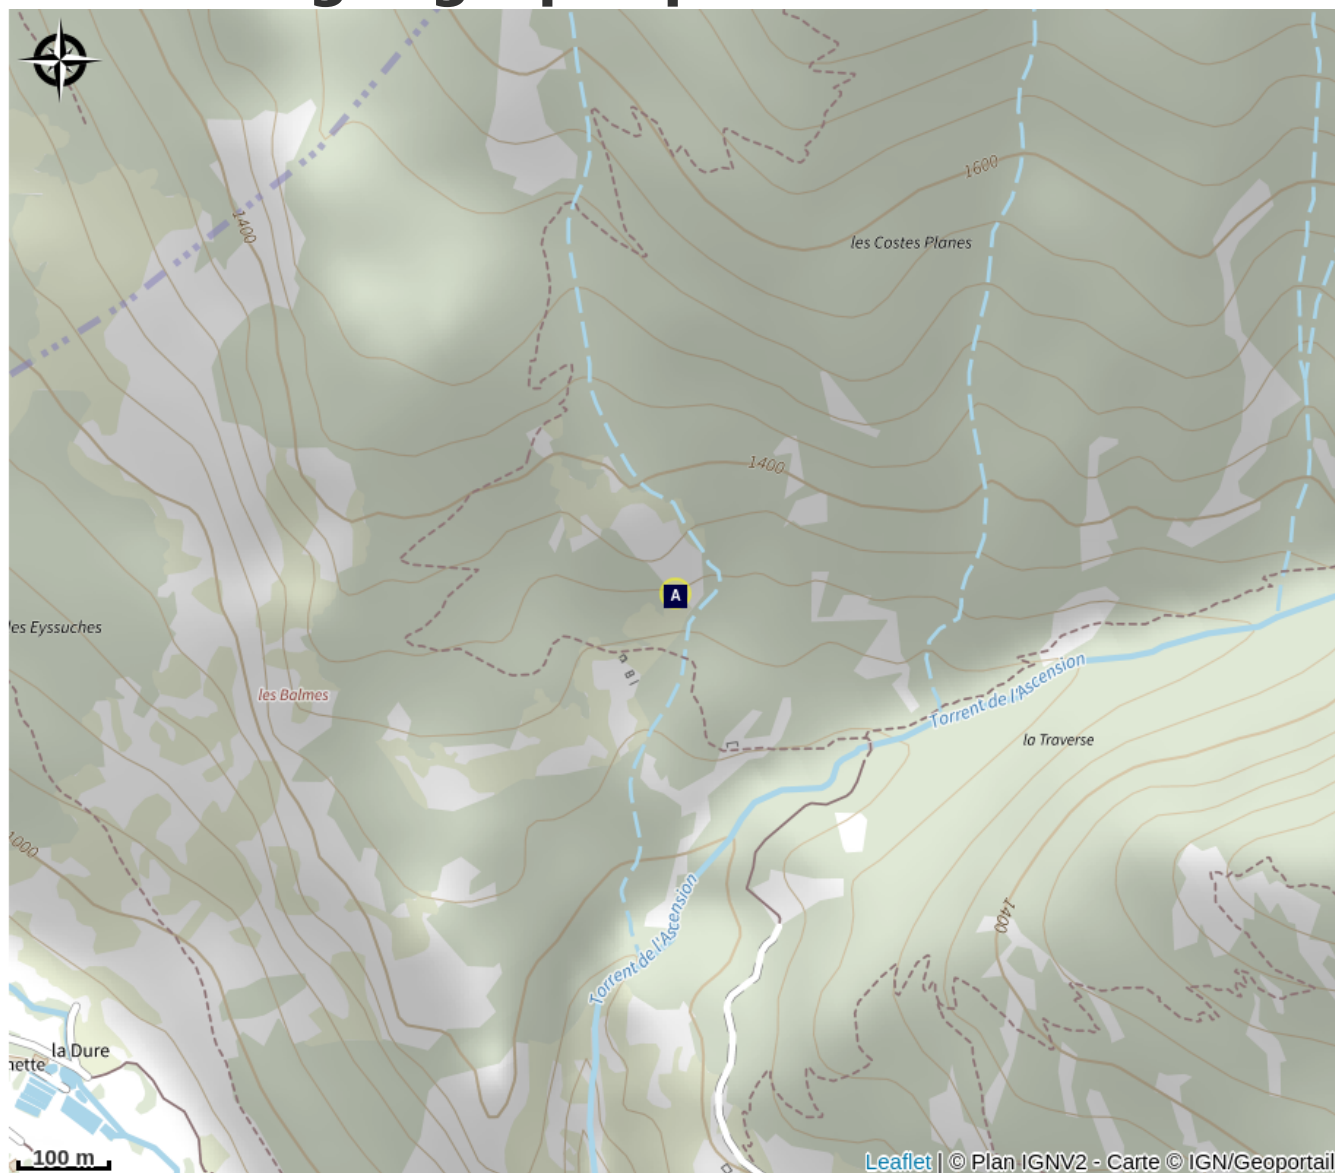 1600
1400
les Costes Planes
1400
A
les Eyssuches
les Balmes
Torrent de l'Ascension
la Traverse
1000
Torrent de l'Ascension
1400
la Dure
100 m
Leaflet | © Plan IGNV2 - Carte © IGN/Geoportail